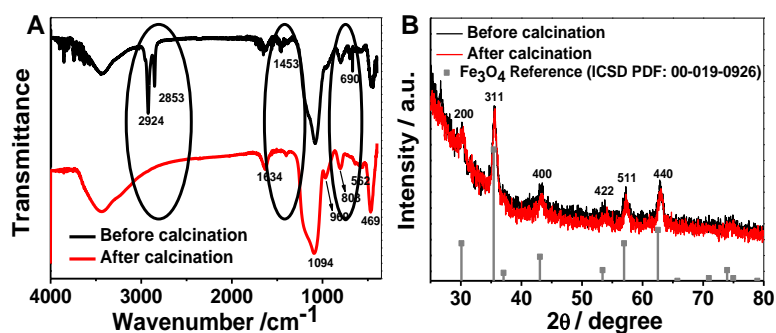 A
Transmittance
2924
2853
1453
690
1634
960
803
562
469
1094
Before calcination
After calcination
4000
3000
2000
1000
Wavenumber /cm-1
B
Before calcination
After calcination
Fe3O4 Reference (ICSD PDF: 00-019-0926)
Intensity / a.u.
200
311
400
422
511
440
30
40
50
60
70
80
2θ / degree